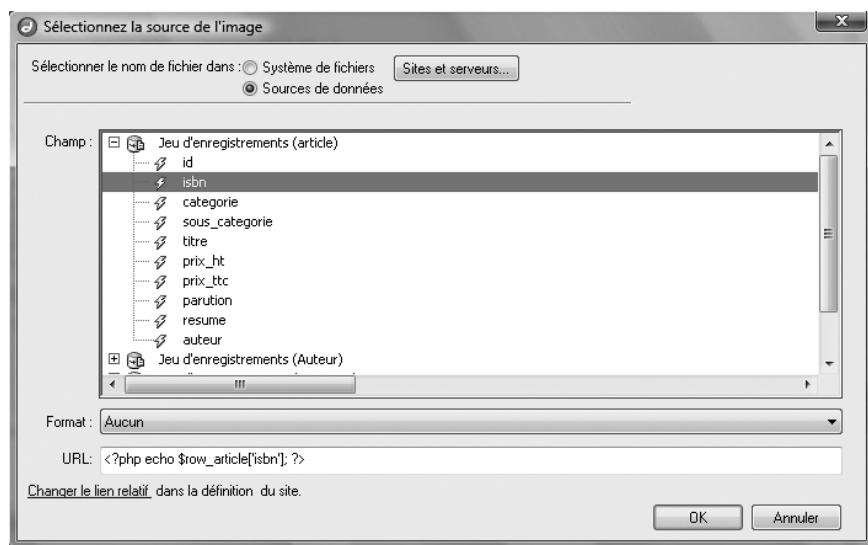 Sélectionnez la source de l'image
Sélectionner le nom de fichier dans : Système de fichiers Sites et serveurs...
Sources de données
Champ : Jeu d'enregistrements (article)
id
isbn
categorie
sous_categorie
titre
prix_ht
prix_ttc
parution
resume
auteur
Jeu d'enregistrements (Auteur)
Format : Aucun
URL: <?php echo $row_article['isbn']; ?>
Changer le lien relatif dans la définition du site.
OK Annuler